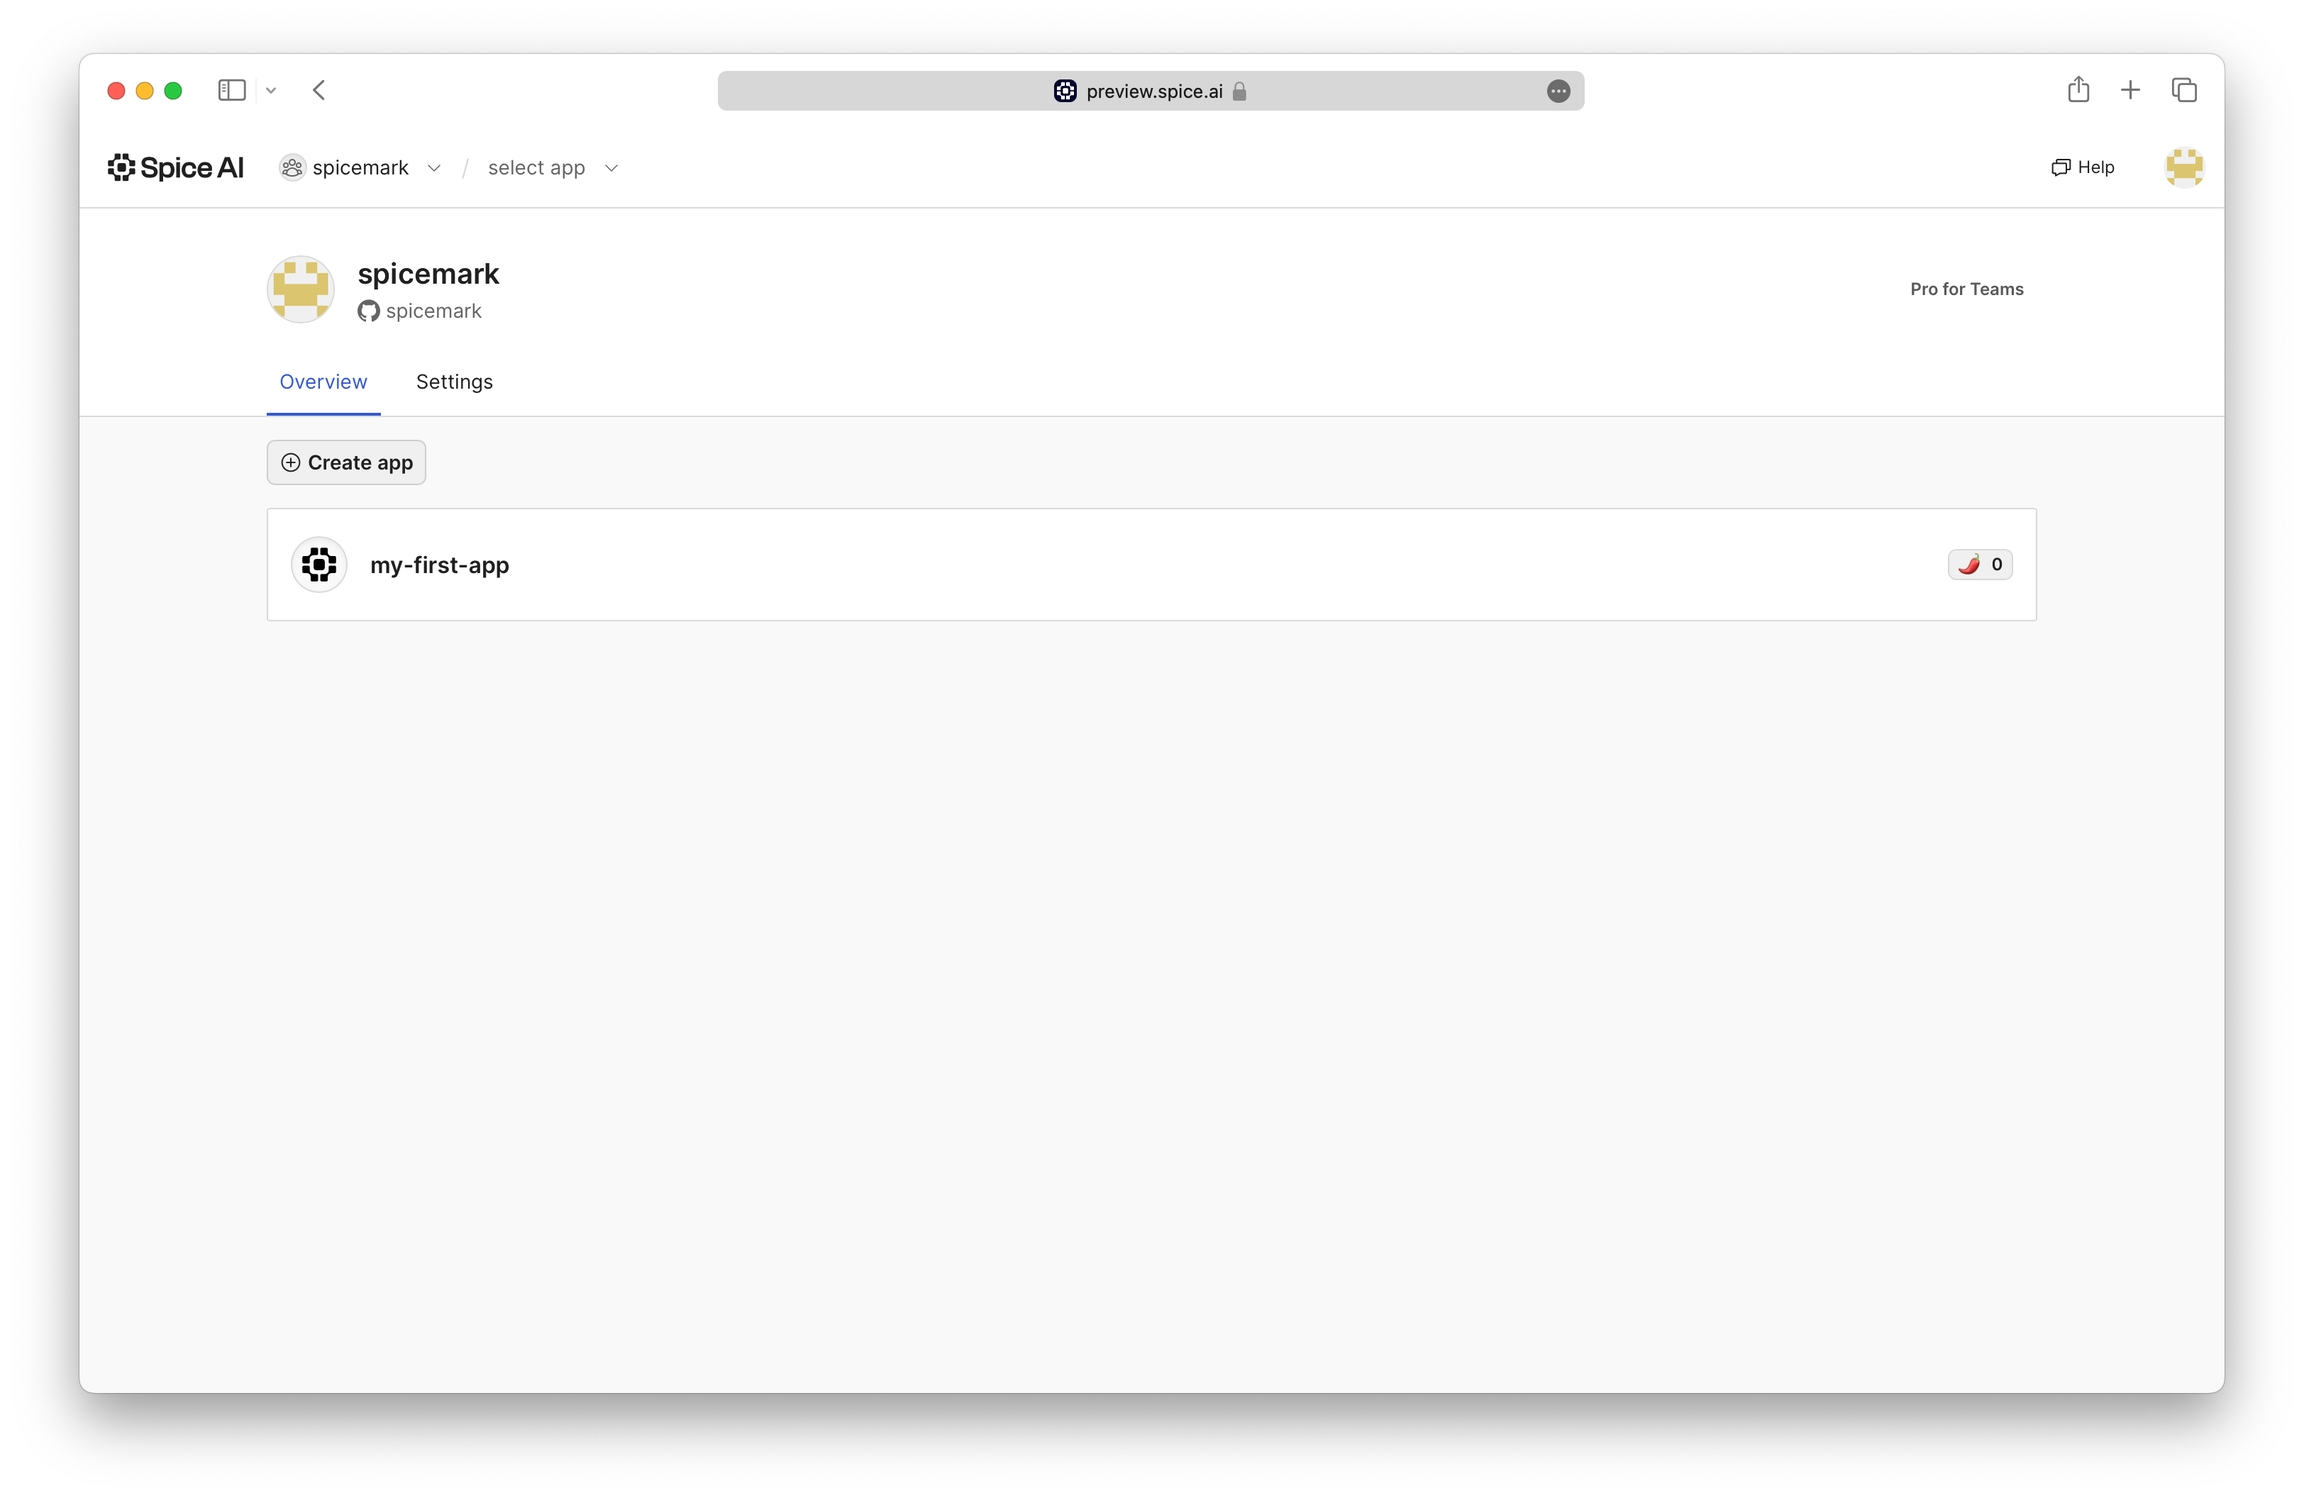 preview.spice.ai
Spice AI spicemark / select app Help
spicemark
spicemark
Pro for Teams
Overview Settings
Create app
my-first-app 0